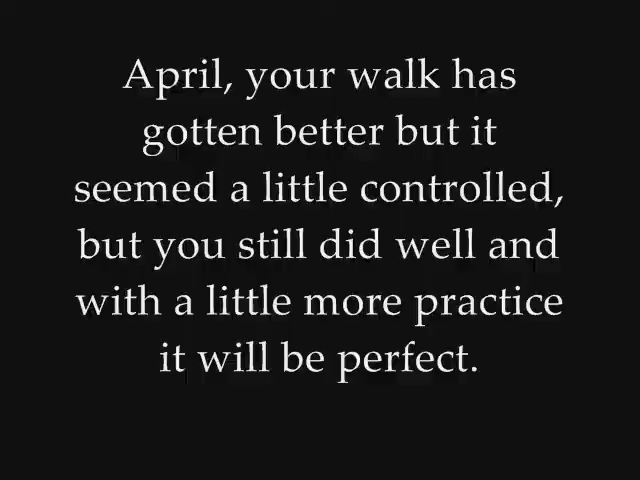 April, your walk has
gotten better but it
seemed a little controlled,
but you still did well and
with a little more practice
it will be perfect.